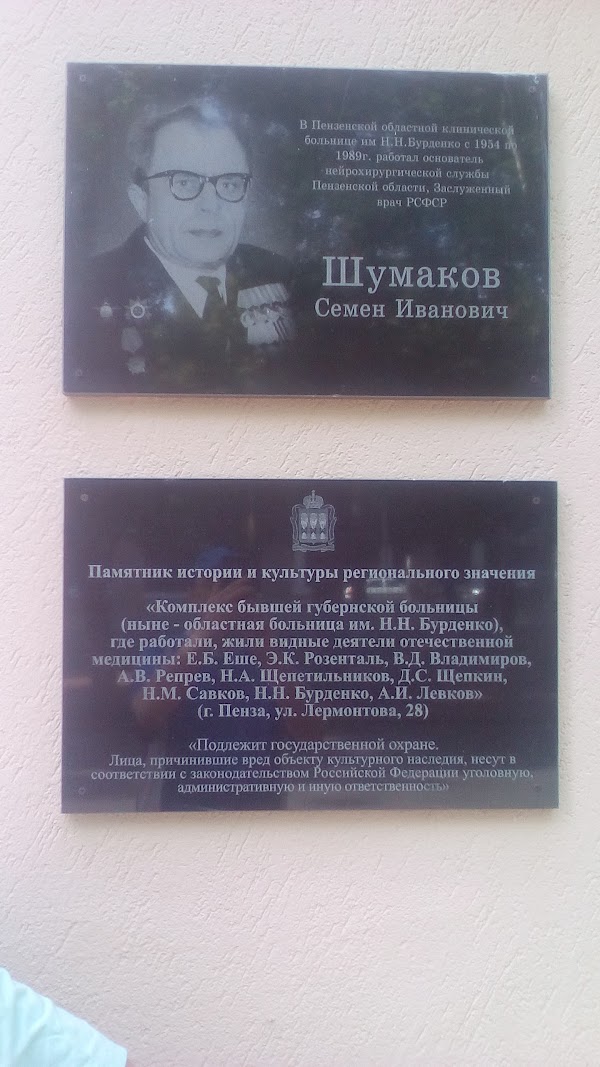 В Пензенской областной клинической
больнице им Н.Н.Бурденко с 1954 по
1989г. работал основатель
нейрохирургической службы
Пензенской области, Заслуженный
врач РСФСР
Шумаков
Семен Иванович
Памятник истории и культуры регионального значения
«Комплекс бывшей губернской больницы
(ныне - областная больница им. Н.Н. Бурденко),
где работали, жили видные деятели отечественной
медицины: Е.Б. Еше, Э.К. Розенталь, В.Д. Владимиров,
А.В. Репрев, Н.А. Щепетильников, Д.С. Щепкин,
Н.М. Савков, Н.Н. Бурденко, А.И. Левков»
(г. Пенза, ул. Лермонтова, 28)
«Подлежит государственной охране.
Лица, причинившие вред объекту культурного наследия, несут в
соответствии с законодательством Российской Федерации уголовную,
административную и иную ответственность»